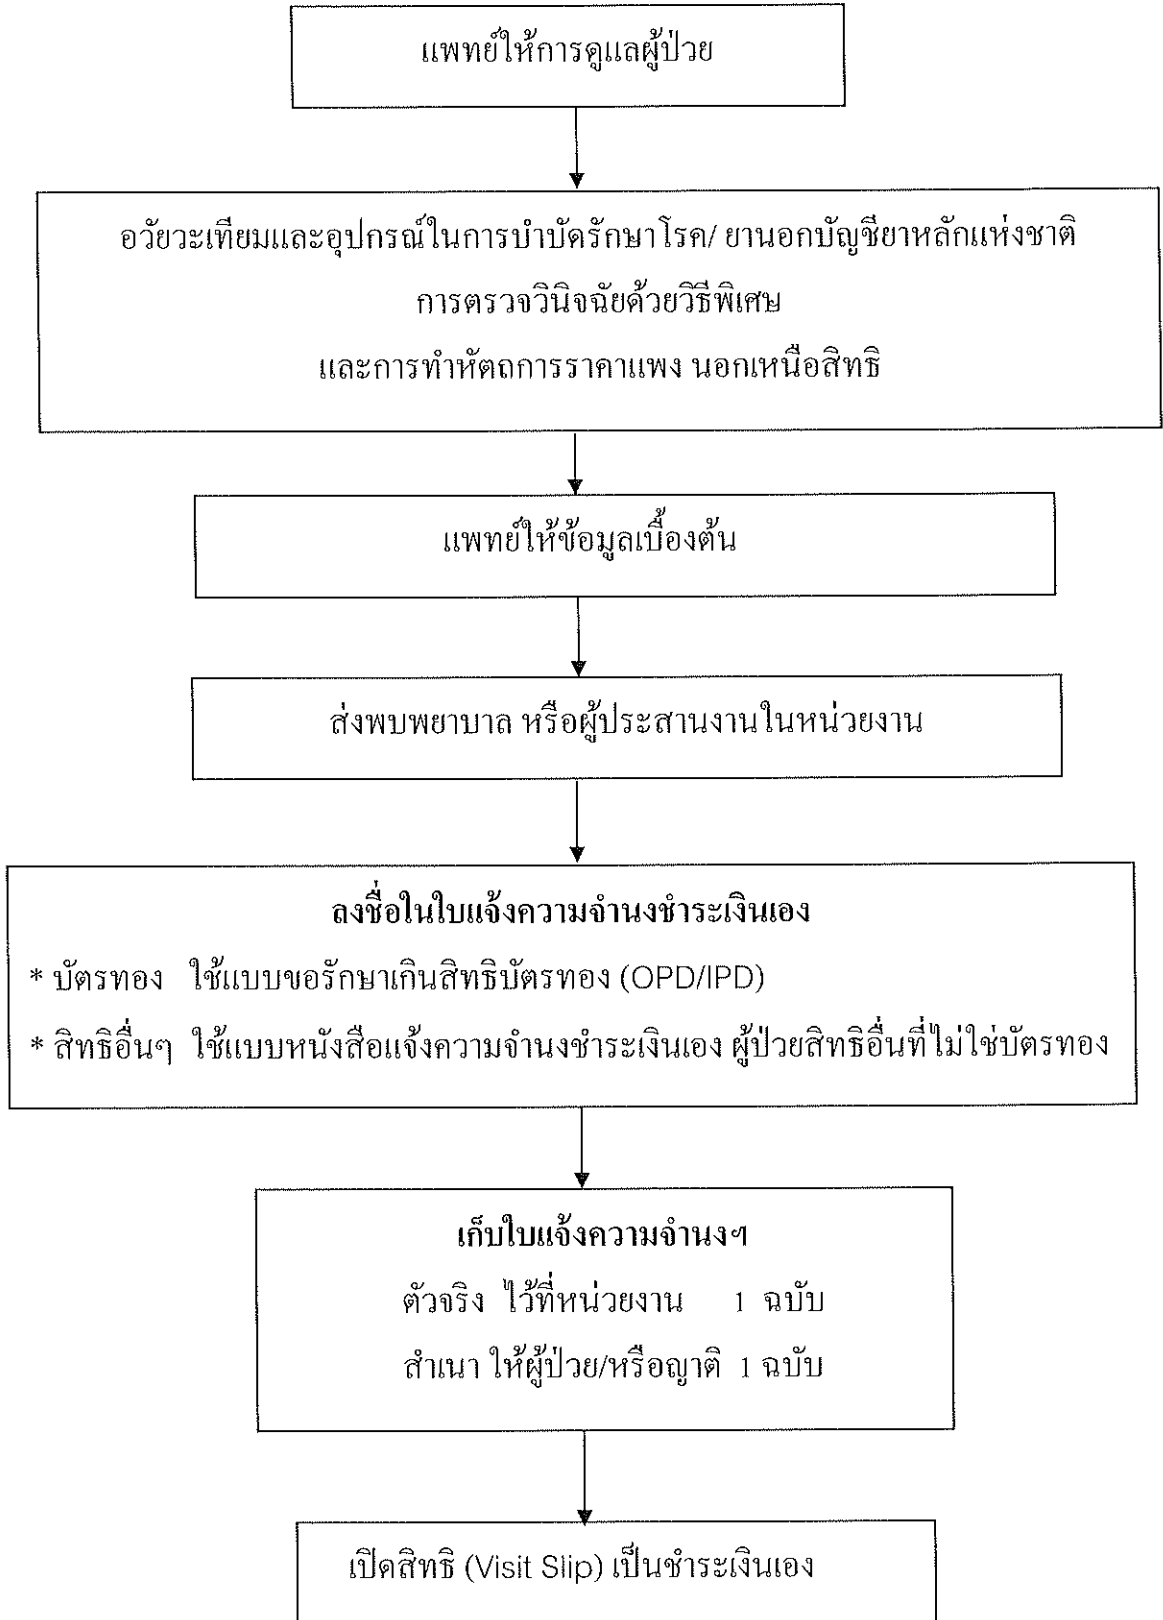 แพทย์ให้การดูแลผู้ป่วย
อวัยวะเทียมและอุปกรณ์ในการบำบัดรักษาโรค/ ยานอกบัญชียาหลักแห่งชาติ
การตรวจวินิจฉัยด้วยวิธีพิเศษ
และการทำหัตถการราคาแพง นอกเหนือสิทธิ
แพทย์ให้ข้อมูลเบื้องต้น
ส่งพบพยาบาล หรือผู้ประสานงานในหน่วยงาน
ลงชื่อในใบแจ้งความจำนงชำระเงินเอง
* บัตรทอง ใช้แบบขอรักษาเกินสิทธิบัตรทอง (OPD/IPD)
* สิทธิอื่นๆ ใช้แบบหนังสือแจ้งความจำนงชำระเงินเอง ผู้ป่วยสิทธิอื่นที่ไม่ใช่บัตรทอง
เก็บใบแจ้งความจำนงฯ
ตัวจริง ไว้ที่หน่วยงาน 1 ฉบับ
สำเนา ให้ผู้ป่วย/หรือญาติ 1 ฉบับ
เปิดสิทธิ (Visit Slip) เป็นชำระเงินเอง